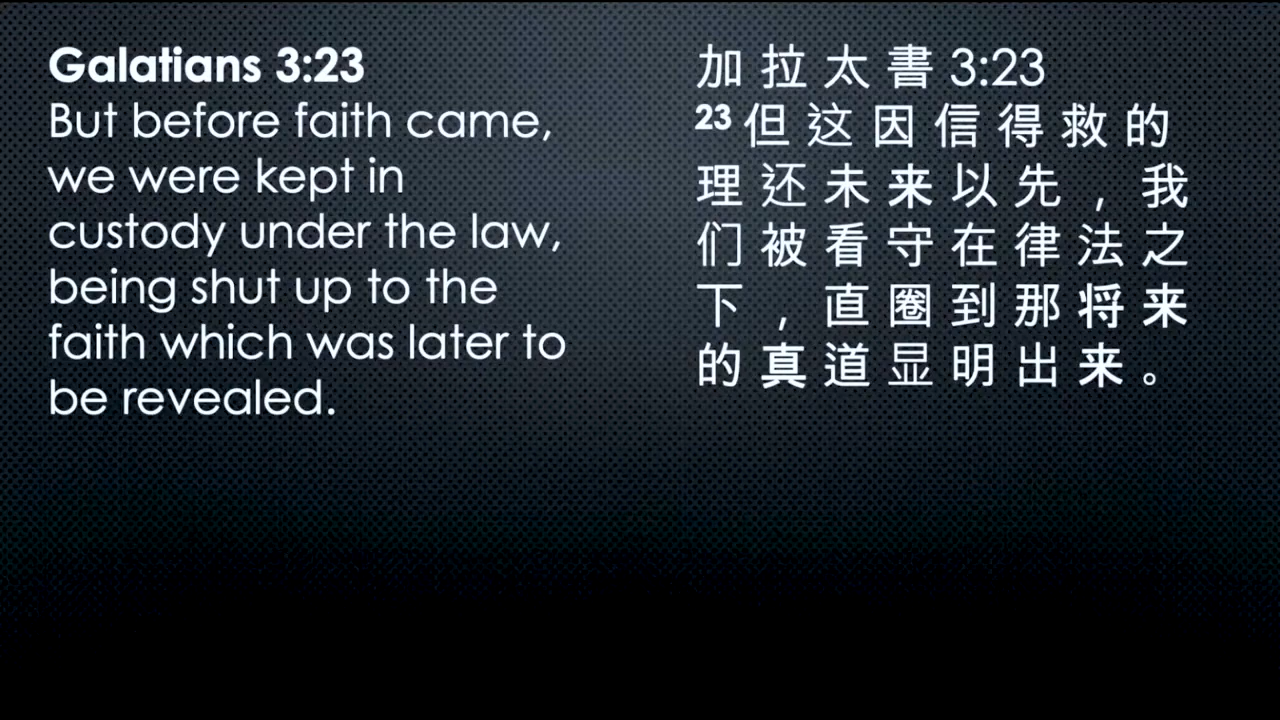 Galatians 3:23
But before faith came,
we were kept in
custody under the law,
being shut up to the
faith which was later to
be revealed.
加拉太書 3:23
23 但这因信得救的
理还未来以先，我
们被看守在律法之
下，直圈到那将来
的真道显明出来。